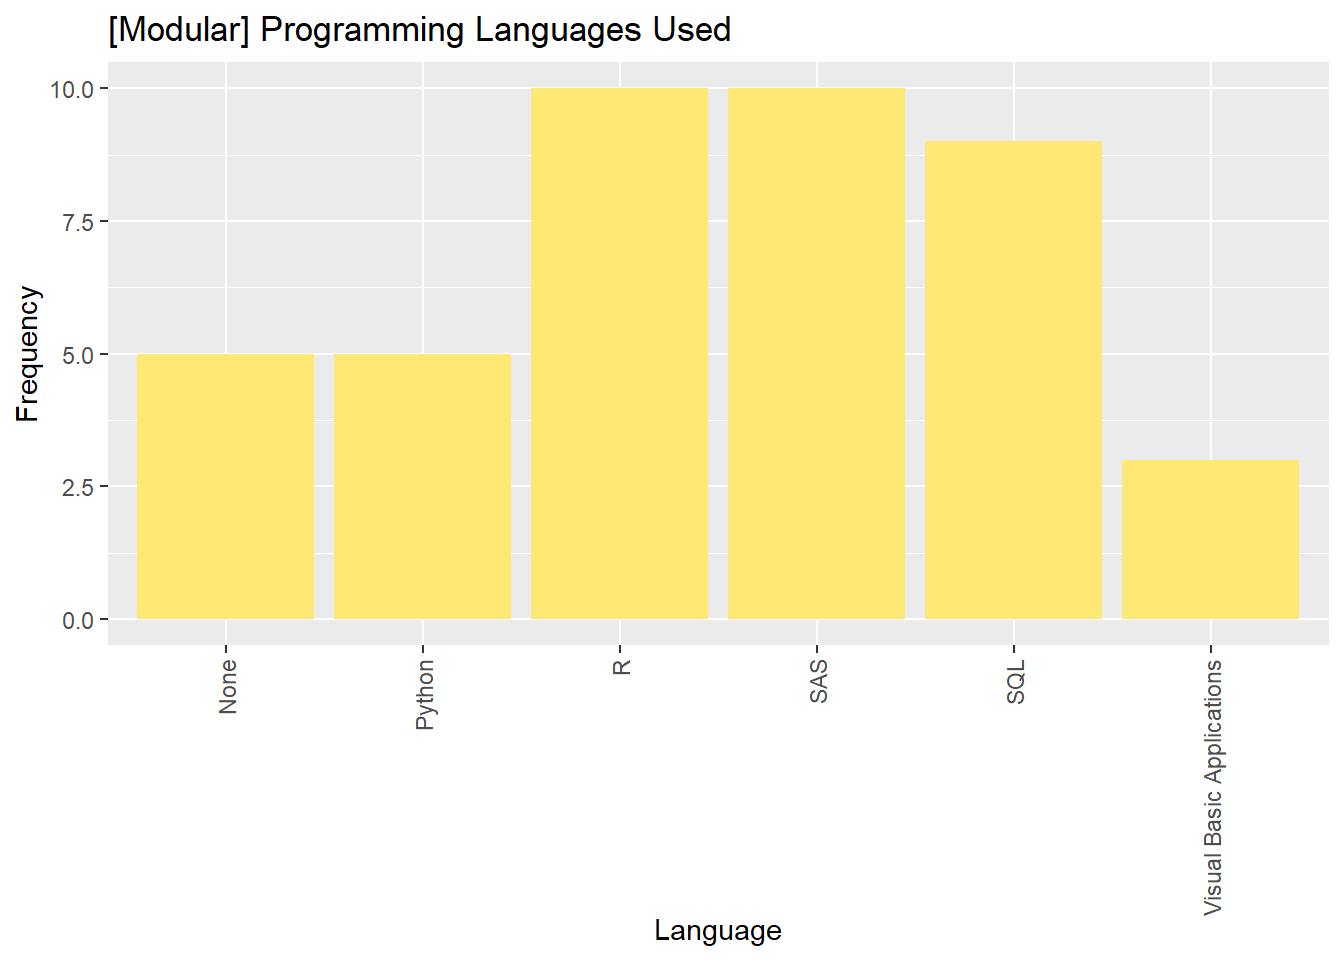 [Modular] Programming Languages Used
10.0
7.5
5.0
2.5
0.0
Frequency
None
Python
R
SAS
SQL
Visual Basic Applications
Language